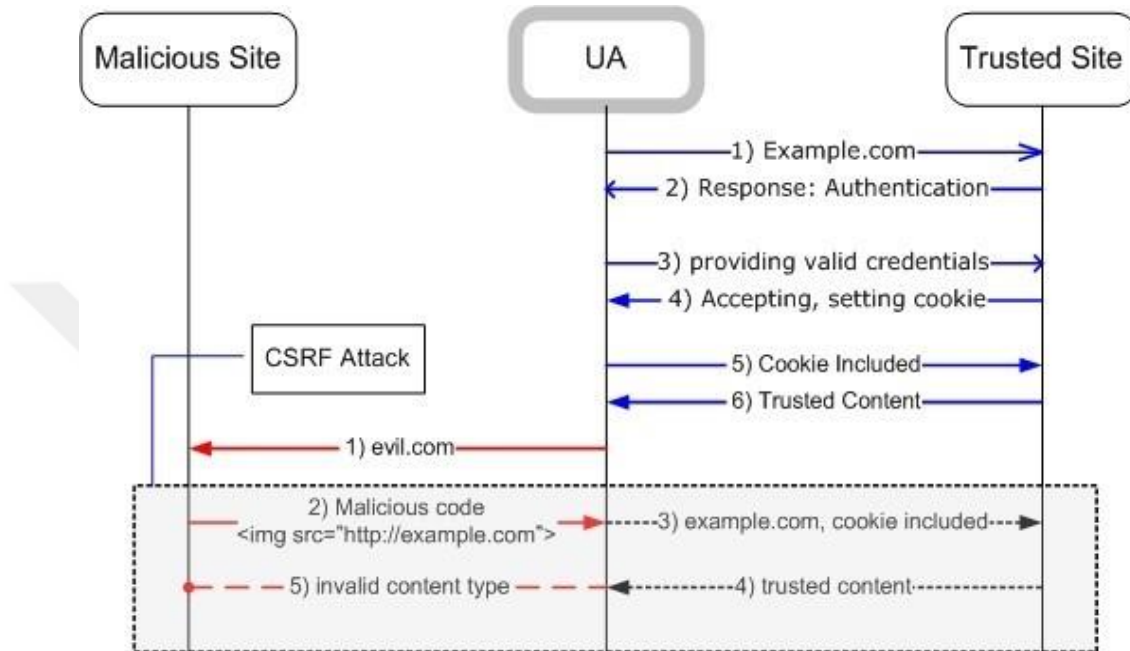 Malicious Site
UA
Trusted Site
1) Example.com
2) Response: Authentication
3) providing valid credentials
4) Accepting, setting cookie
CSRF Attack
5) Cookie Included
6) Trusted Content
1) evil.com
2) Malicious code
<img src="http://example.com">
3) example.com, cookie included
5) invalid content type
4) trusted content